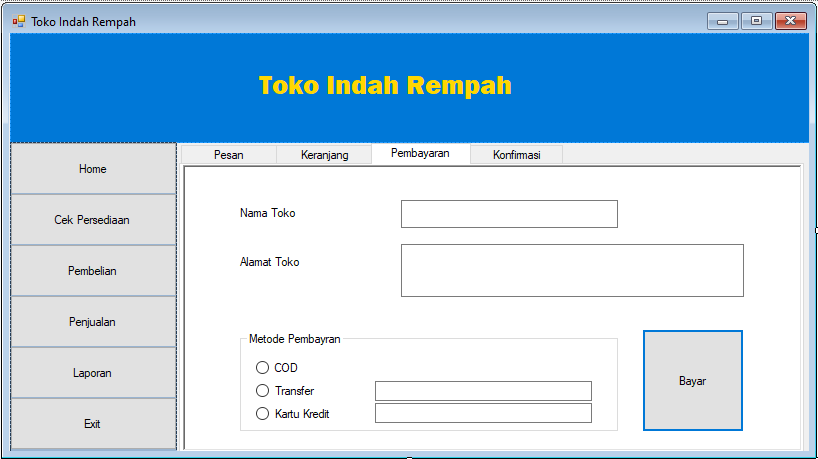 Toko Indah Rempah
Toko Indah Rempah
Home
Cek Persediaan
Pembelian
Penjualan
Laporan
Exit
Pesan Keranjang Pembayaran Konfirmasi
Nama Toko
Alamat Toko
Metode Pembayran
COD
Transfer
Kartu Kredit
Bayar